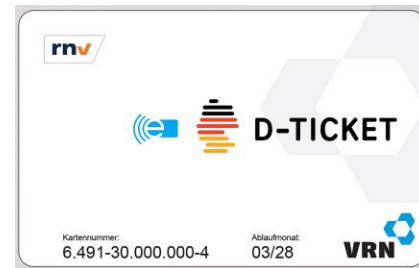 rnv
e D-TICKET
Kartennummer: Ablaufmonat:
6.491-30.000.000-4 03/28
VRN